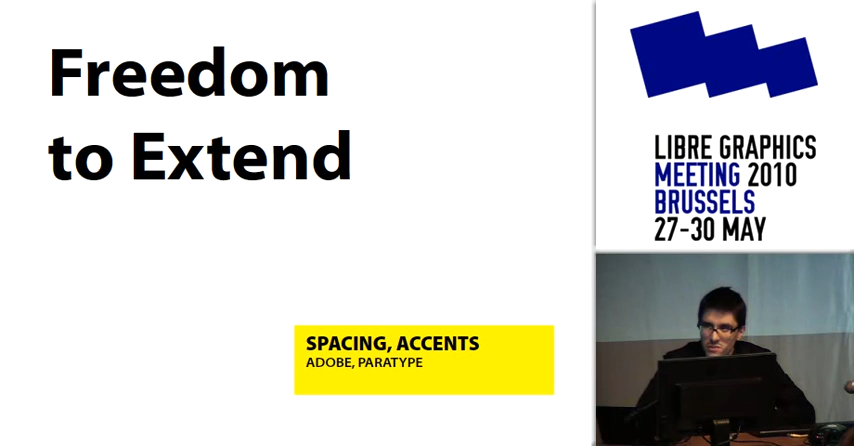 Freedom
to Extend
SPACING, ACCENTS
ADOBE, PARATYPE
LIBRE GRAPHICS
MEETING 2010
BRUSSELS
27-30 MAY